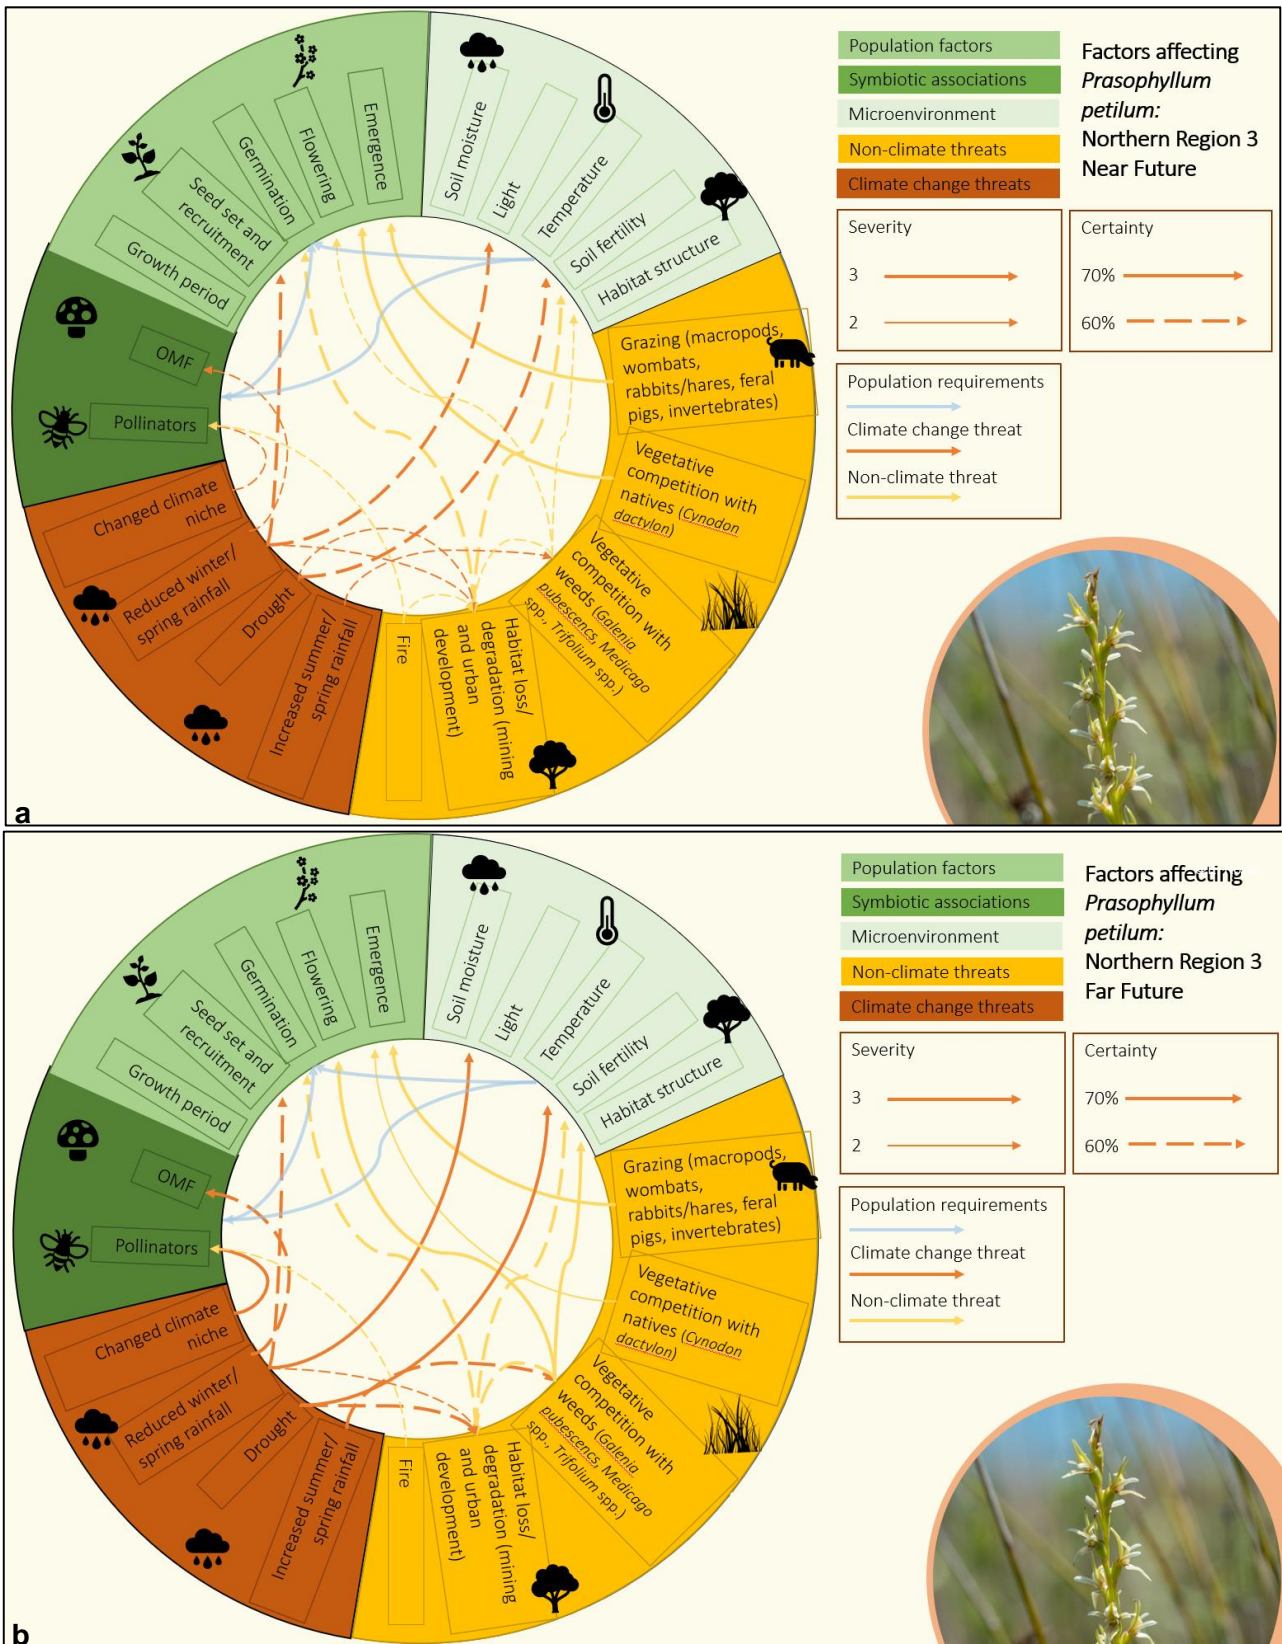 Population factors
Symbiotic associations
Microenvironment
Non-climate threats
Climate change threats
Factors affecting
Prasophyllum
petilum:
Northern Region 3
Near Future
Severity
3
2
Certainty
70%
60%
Population requirements
Climate change threat
Non-climate threat
Growth period
Seed set and
recruitment
Germination
Flowering
Emergence
Soil moisture
Light
Temperature
Soil fertility
Habitat structure
Grazing (macropods,
wombats,
rabbits/hares, feral
pigs, invertebrates)
Vegetative
competition with
natives (Cynodon
dactylon)
Vegetative
competition with
weeds (Galenia
pubescencs, Medicago
spp., Trifolium spp.)
Habitat loss/
degradation (mining
and urban
development)
Fire
Increased summer/
spring rainfall
Drought
Reduced winter/
spring rainfall
Changed climate
niche
Pollinators
OMF
a
Population factors
Symbiotic associations
Microenvironment
Non-climate threats
Climate change threats
Factors affecting
Prasophyllum
petilum:
Northern Region 3
Far Future
Severity
3
2
Certainty
70%
60%
Population requirements
Climate change threat
Non-climate threat
Growth period
Seed set and
recruitment
Germination
Flowering
Emergence
Soil moisture
Light
Temperature
Soil fertility
Habitat structure
Grazing (macropods,
wombats,
rabbits/hares, feral
pigs, invertebrates)
Vegetative
competition with
natives (Cynodon
dactylon)
Vegetative
competition with
weeds (Galenia
pubescencs, Medicago
spp., Trifolium spp.)
Habitat loss/
degradation (mining
and urban
development)
Fire
Increased summer/
spring rainfall
Drought
Reduced winter/
spring rainfall
Changed climate
niche
Pollinators
OMF
b